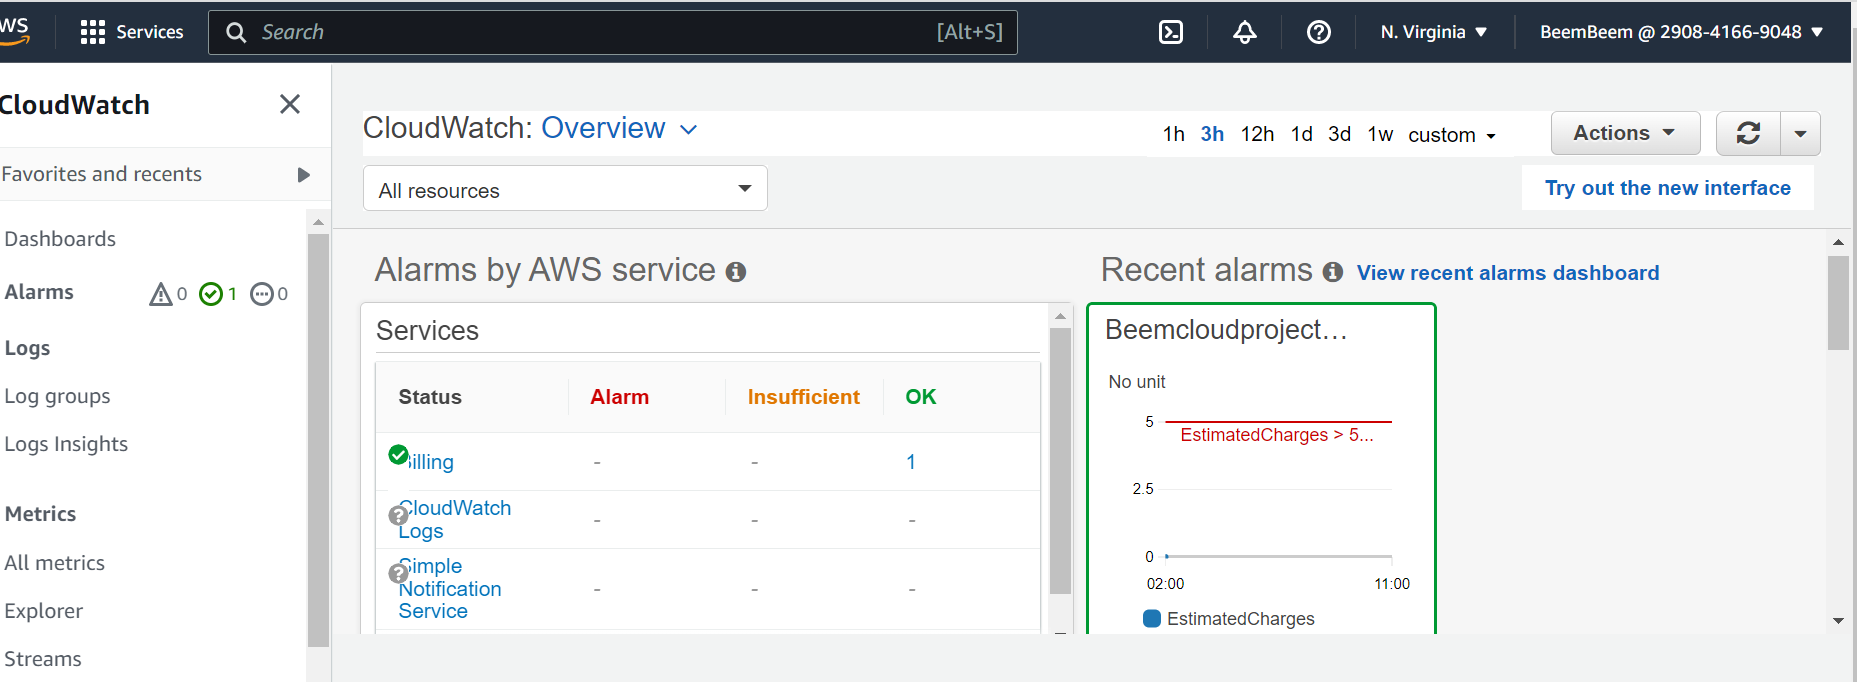 WS
Services
Search
[Alt+S]
N. Virginia
BeemBeem @ 2908-4166-9048
CloudWatch
CloudWatch: Overview
1h 3h 12h 1d 3d 1w custom
Actions
Favorites and recents
All resources
Try out the new interface
Dashboards
Alarms 0 1 0
Logs
Log groups
Logs Insights
Metrics
All metrics
Explorer
Streams
Alarms by AWS service
Services
Status Alarm Insufficient OK
illing - - 1
CloudWatch
Logs
- - -
Simple
Notification
Service
- - -
Recent alarms View recent alarms dashboard
Beemcloudproject...
No unit
5
EstimatedCharges > 5...
2.5
0
02:00 11:00
EstimatedCharges